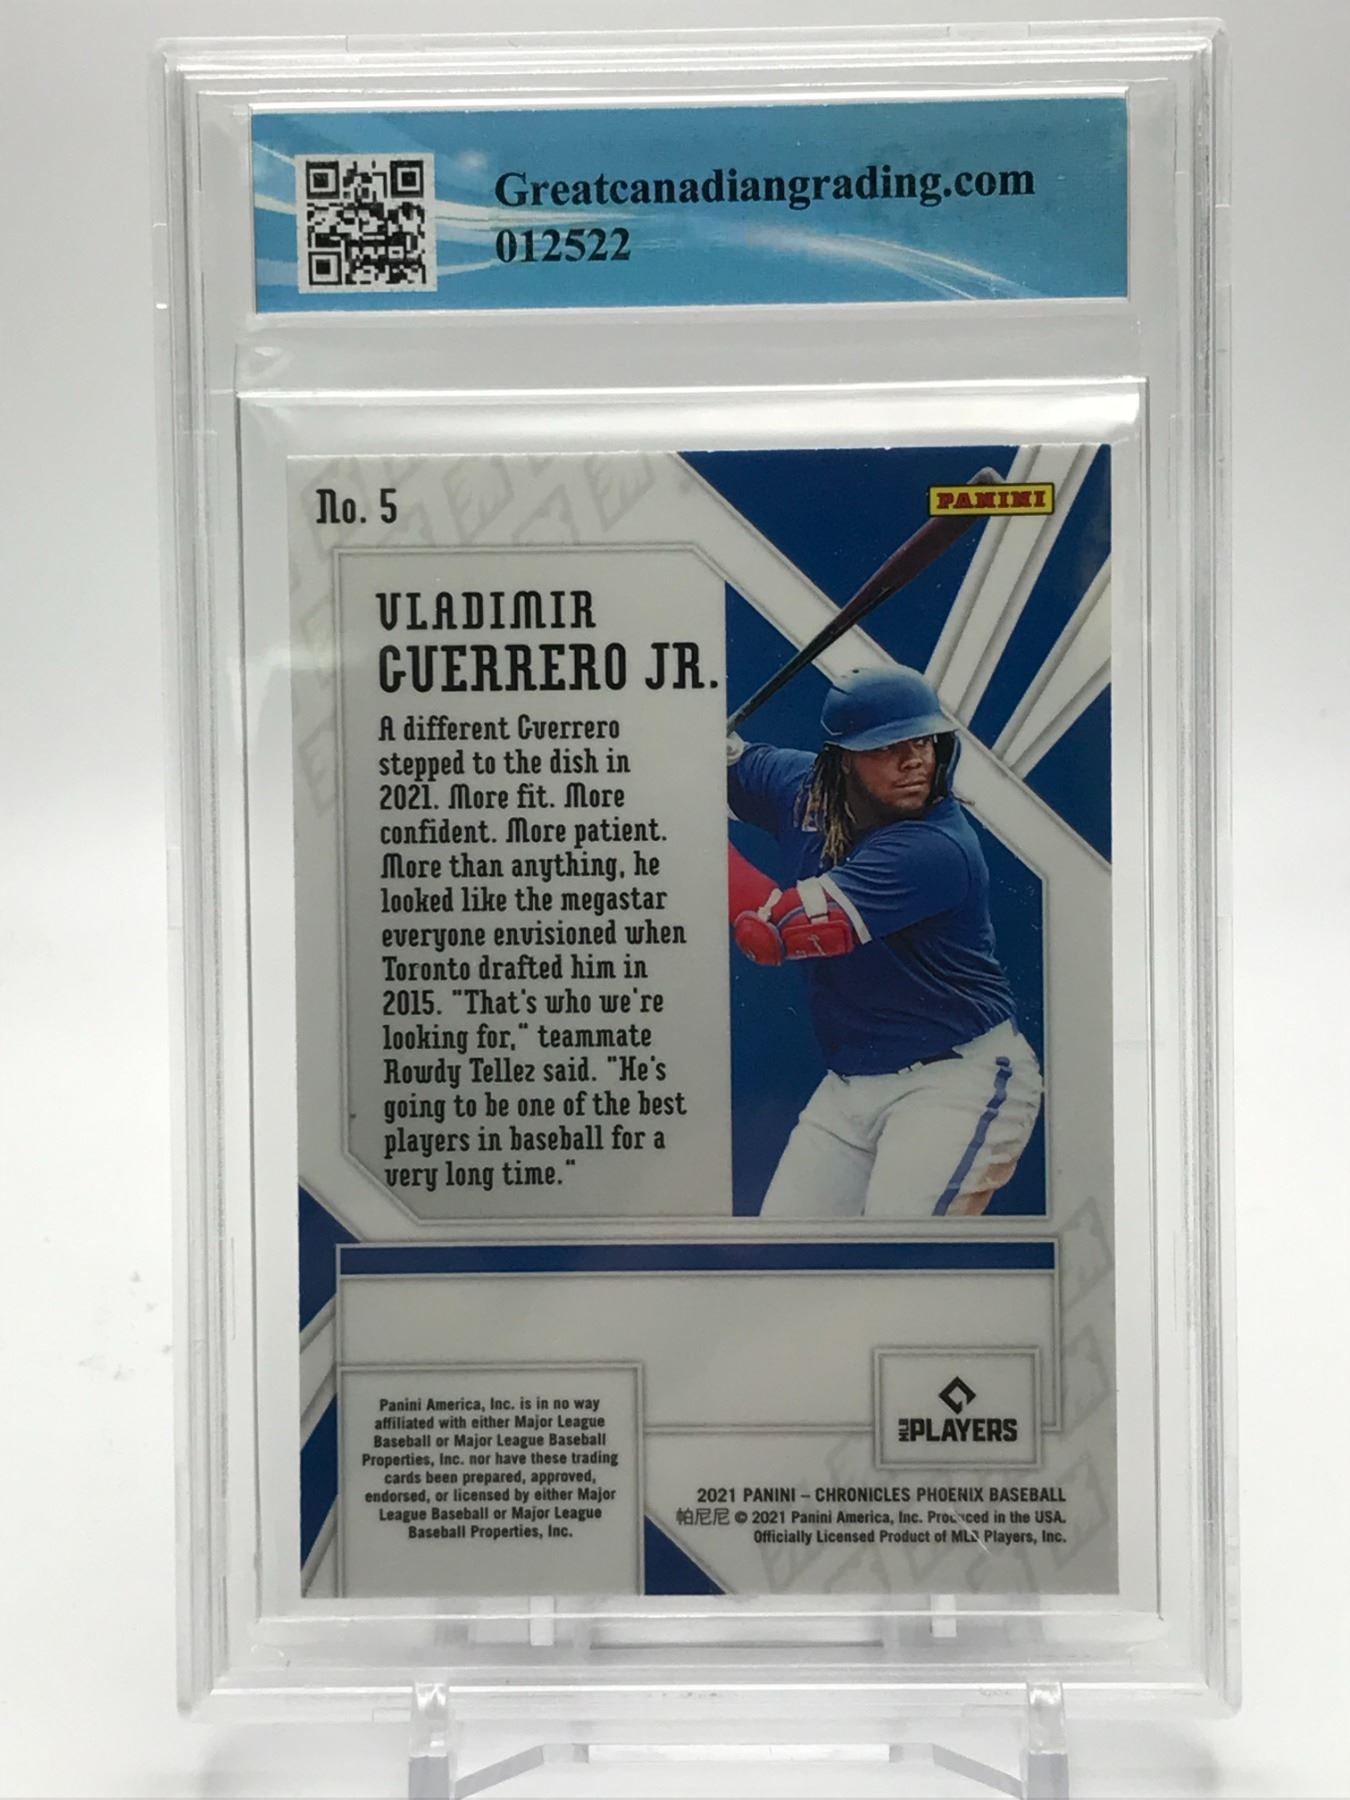 Greatcanadiangrading.com
012522
No. 5
PANINI
VLADIMIR
GUERRERO JR.
A different Guerrero
stepped to the dish in
2021. More fit. More
confident. More patient.
More than anything, he
looked like the megastar
everyone envisioned when
Toronto drafted him in
2015. "That's who we're
looking for," teammate
Rowdy Tellez said. "He's
going to be one of the best
players in baseball for a
very long time."
Panini America, Inc. is in no way
affiliated with either Major League
Baseball or Major League Baseball
Properties, Inc. nor have these trading
cards been prepared, approved,
endorsed, or licensed by either Major
League Baseball or Major League
Baseball Properties, Inc.
MLB PLAYERS
2021 PANINI – CHRONICLES PHOENIX BASEBALL
帕尼尼 © 2021 Panini America, Inc. Produced in the USA.
Officially Licensed Product of MLB Players, Inc.